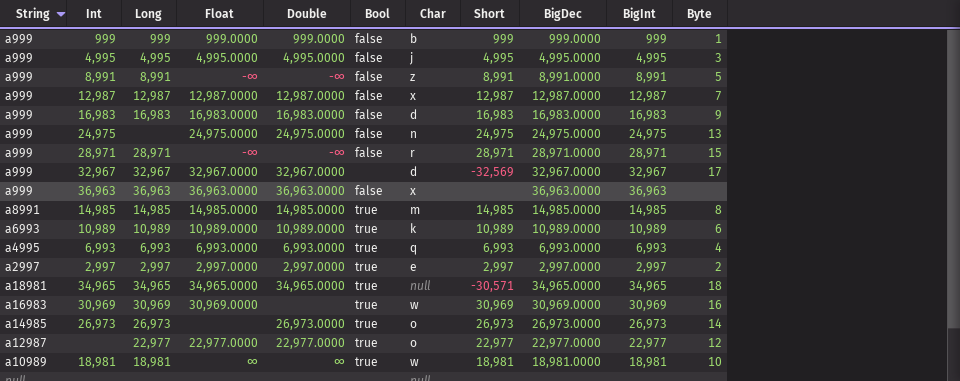 String Int Long Float Double Bool Char Short BigDec BigInt Byte
a999 999 999 999.0000 999.0000 false b 999 999.0000 999 1
a999 4,995 4,995 4,995.0000 4,995.0000 false j 4,995 4,995.0000 4,995 3
a999 8,991 8,991 -∞ -∞ false z 8,991 8,991.0000 8,991 5
a999 12,987 12,987 12,987.0000 12,987.0000 false x 12,987 12,987.0000 12,987 7
a999 16,983 16,983 16,983.0000 16,983.0000 false d 16,983 16,983.0000 16,983 9
a999 24,975 24,975.0000 24,975.0000 false n 24,975 24,975.0000 24,975 13
a999 28,971 28,971 -∞ -∞ false r 28,971 28,971.0000 28,971 15
a999 32,967 32,967 32,967.0000 32,967.0000 d -32,569 32,967.0000 32,967 17
a999 36,963 36,963 36,963.0000 36,963.0000 false x 36,963.0000 36,963
a8991 14,985 14,985 14,985.0000 14,985.0000 true m 14,985 14,985.0000 14,985 8
a6993 10,989 10,989 10,989.0000 10,989.0000 true k 10,989 10,989.0000 10,989 6
a4995 6,993 6,993 6,993.0000 6,993.0000 true q 6,993 6,993.0000 6,993 4
a2997 2,997 2,997 2,997.0000 2,997.0000 true e 2,997 2,997.0000 2,997 2
a18981 34,965 34,965 34,965.0000 34,965.0000 true null -30,571 34,965.0000 34,965 18
a16983 30,969 30,969 30,969.0000 true w 30,969 30,969.0000 30,969 16
a14985 26,973 26,973 26,973.0000 true o 26,973 26,973.0000 26,973 14
a12987 22,977 22,977.0000 22,977.0000 true o 22,977 22,977.0000 22,977 12
a10989 18,981 18,981 ∞ ∞ true w 18,981 18,981.0000 18,981 10
null null